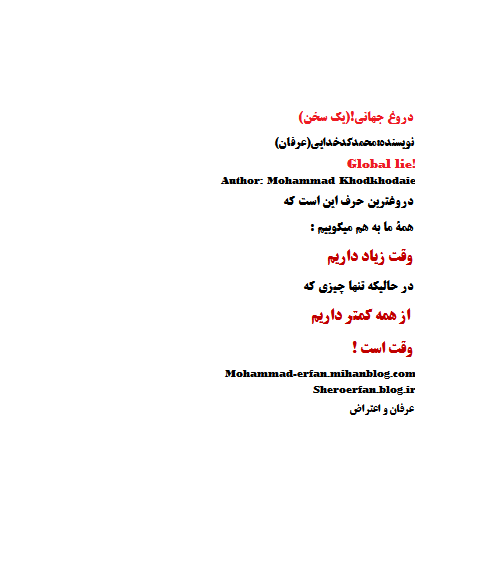 دروغ جهانی!(یک سخن)
نویسنده:محمدکدخدایی(عرفان)
Global lie!
Author: Mohammad Khodkhodaie
دروغترین حرف این است که
همۀ ما به هم میگوییم :
وقت زیاد داریم
در حالیکه تنها چیزی که
از همه کمتر داریم
وقت است !
Mohammad-erfan.mihanblog.com
Sheroerfan.blog.ir
عرفان و اعتراض